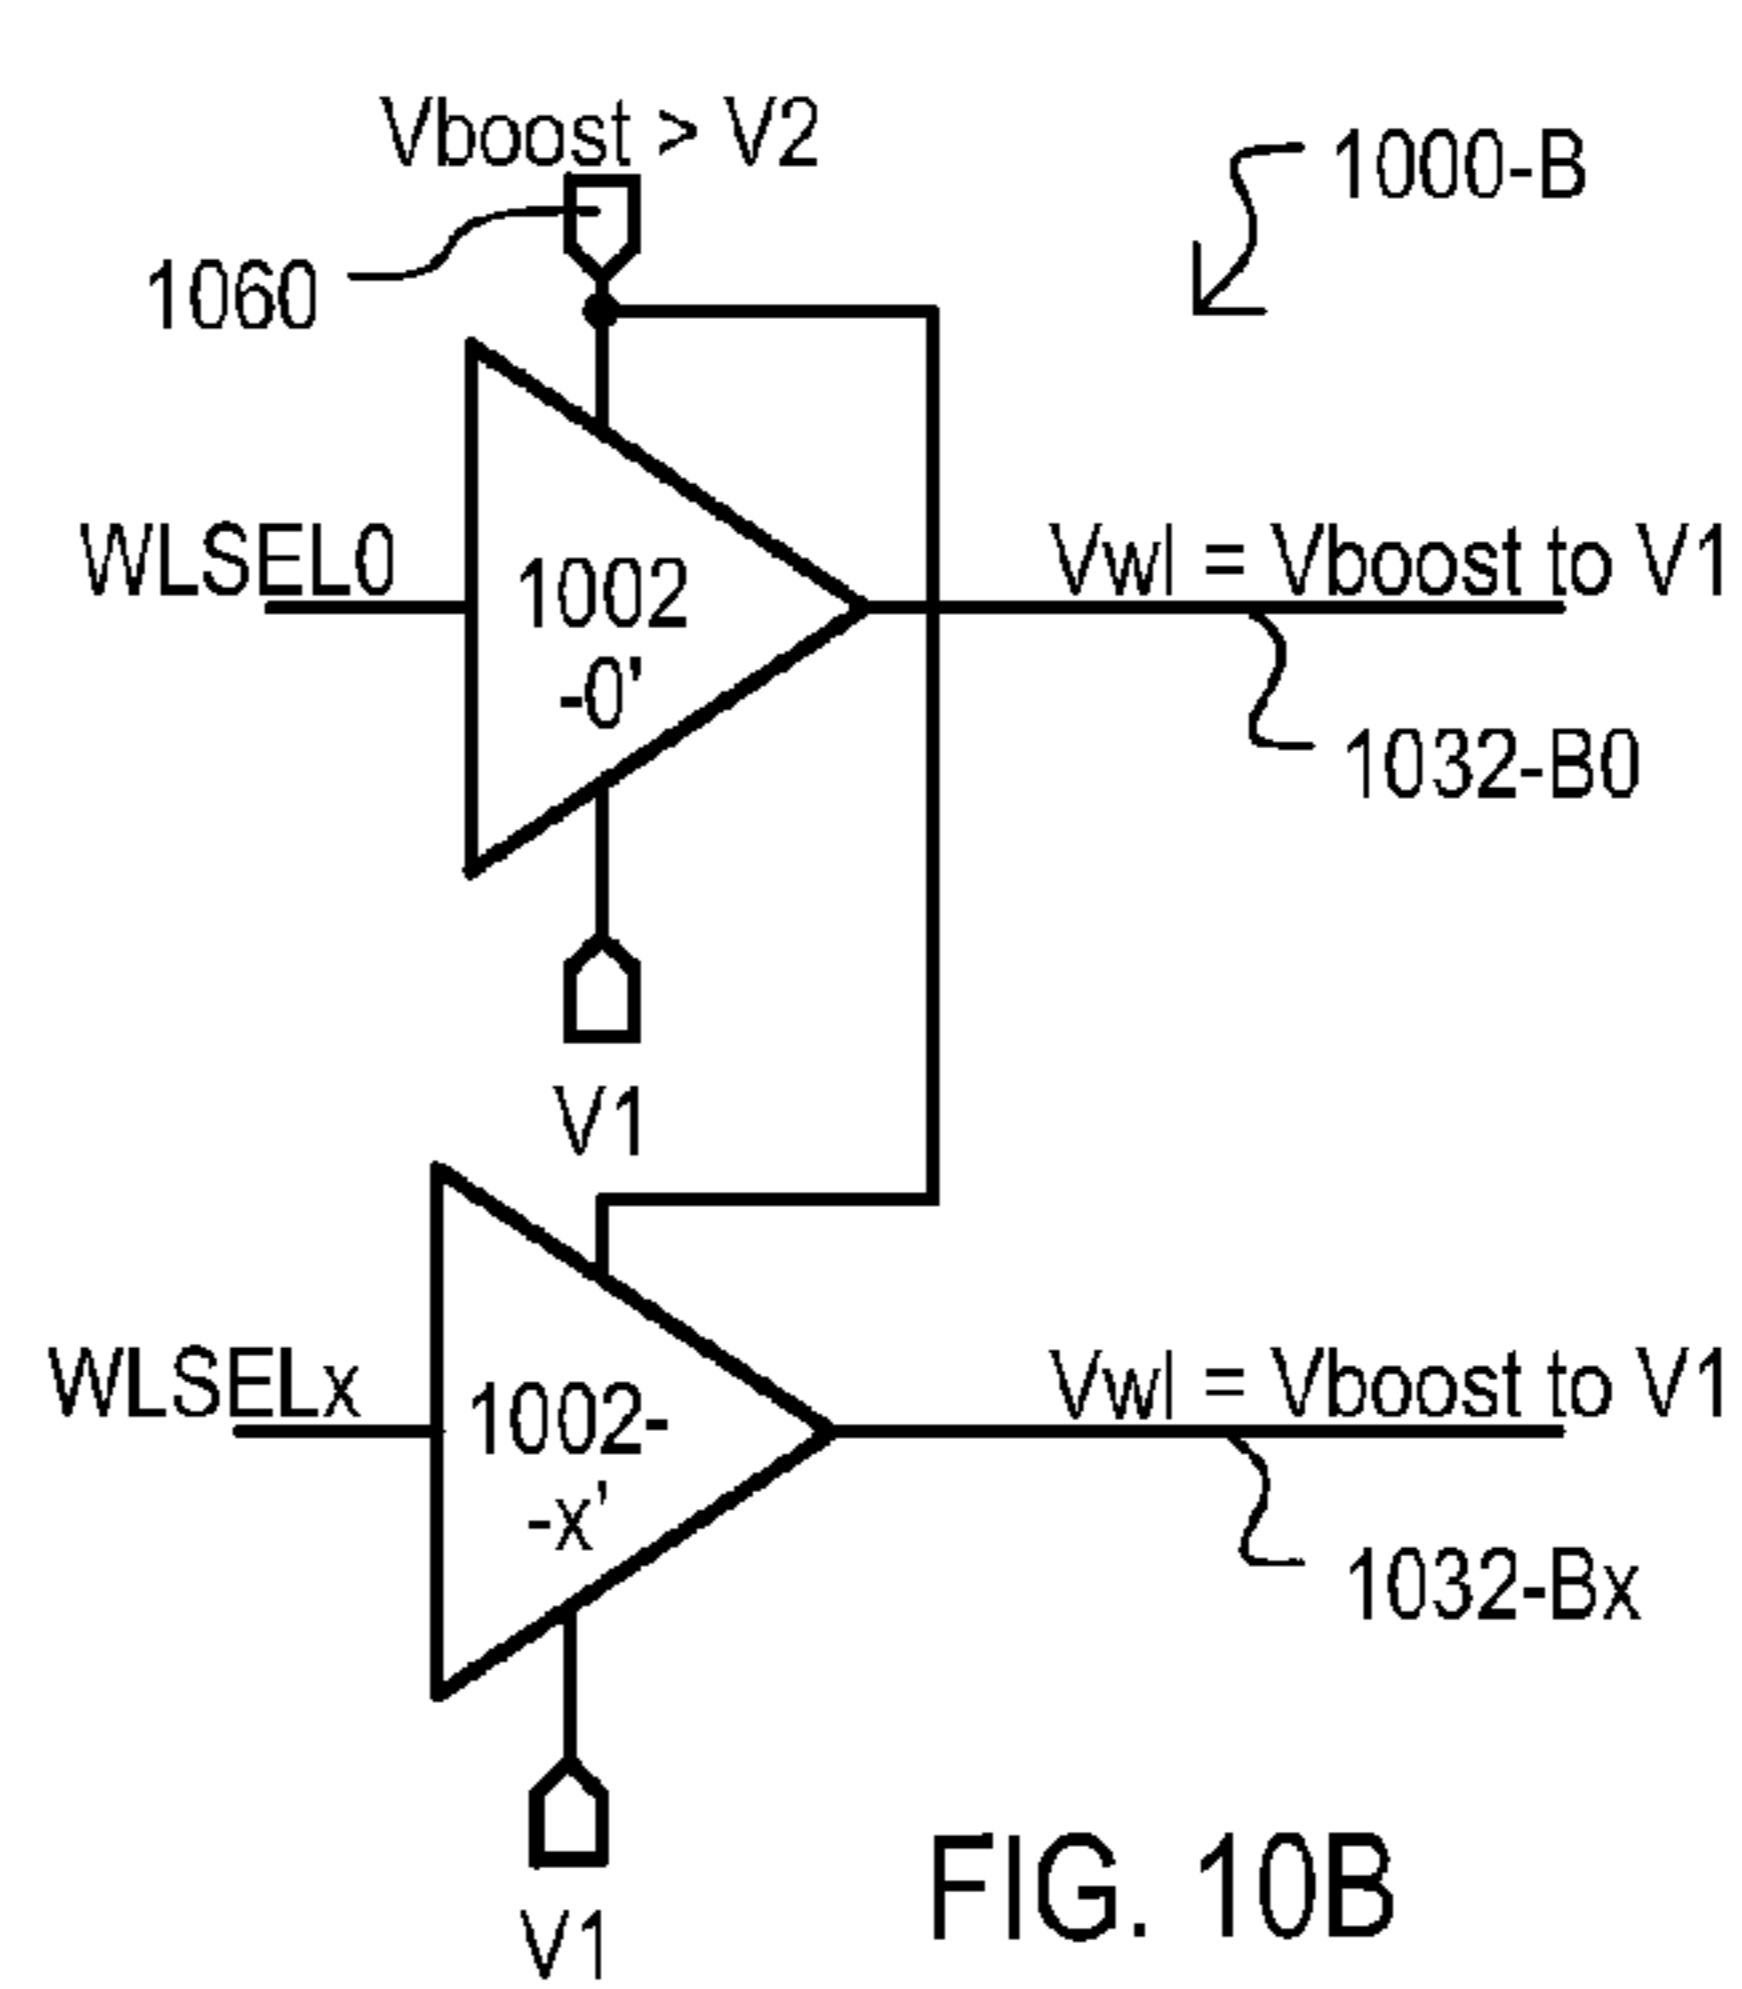 Vboost > V2
1000-B
1060
WLSEL0
1002
-0'
Vwl = Vboost to V1
1032-B0
V1
WLSELx
1002-
-x'
Vwl = Vboost to V1
1032-Bx
V1
FIG. 10B